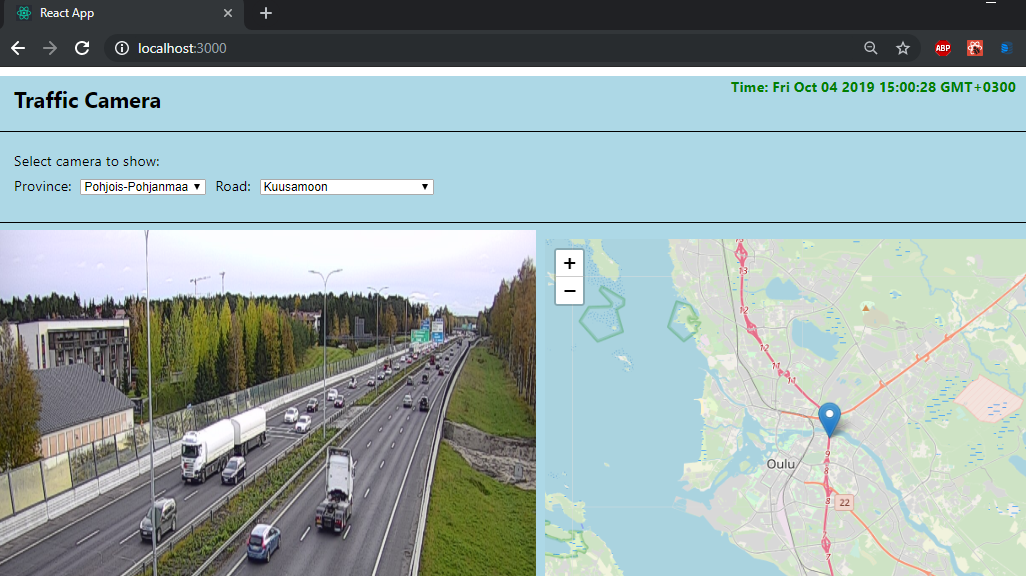 React App
localhost:3000
ABP
Time: Fri Oct 04 2019 15:00:28 GMT+0300
Traffic Camera
Select camera to show:
Province: Pohjois-Pohjanmaa Road: Kuusamoon
+
−
13
12
12
11
11
Oulu
9
8
8
22
7